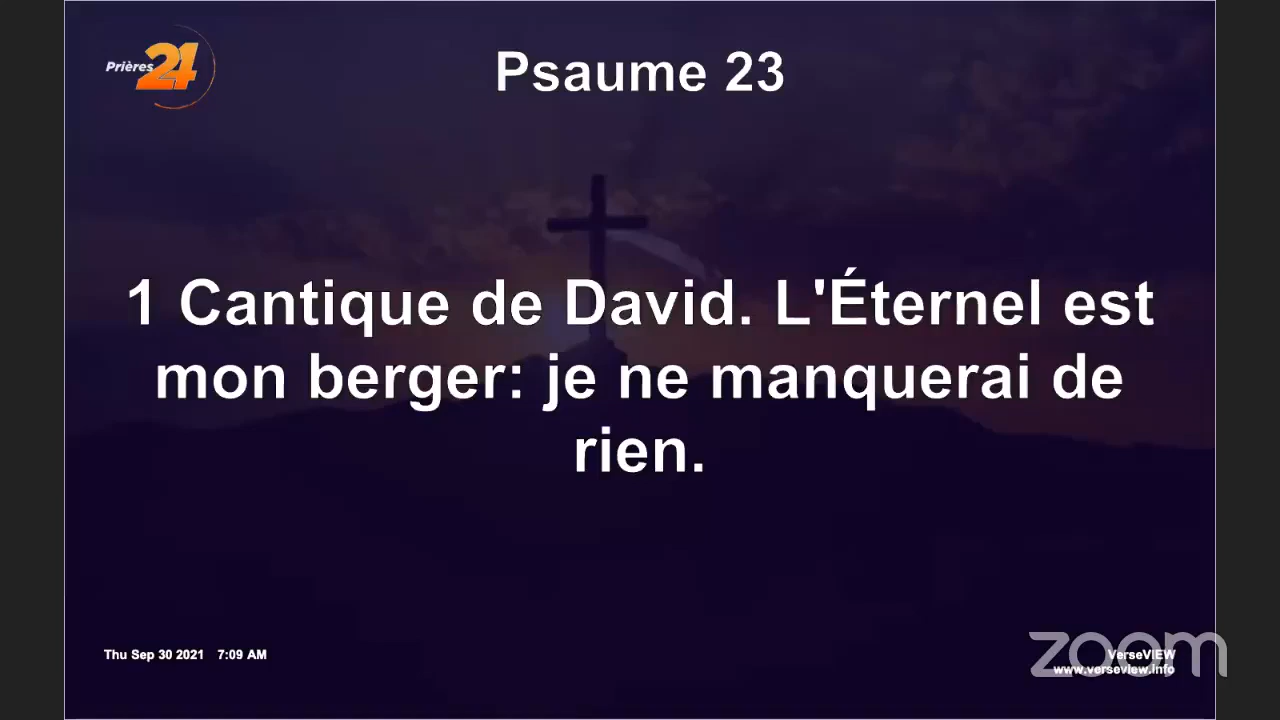 Prières 24
Psaume 23
1 Cantique de David. L'Éternel est
mon berger: je ne manquerai de
rien.
Thu Sep 30 2021 7:09 AM
zoom
VerseVIEW
www.verseview.info